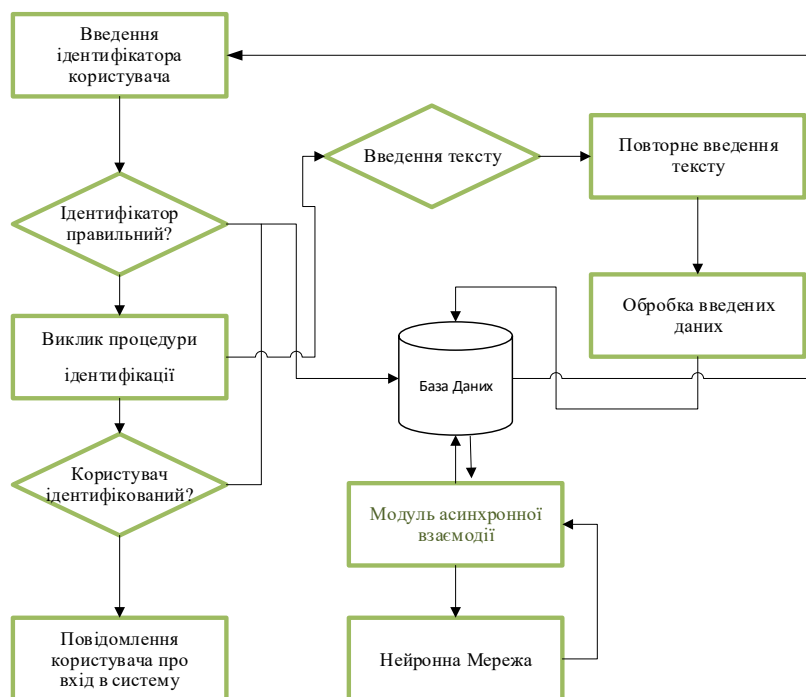 Введення
ідентифікатора
користувача
Ідентифікатор
правильний?
Виклик процедури
ідентифікації
Користувач
ідентифікований?
Повідомлення
користувача про
вхід в систему
Введення тексту
Повторне введення
тексту
Обробка введених
даних
База Даних
Модуль асинхронної
взаємодії
Нейронна Мережа